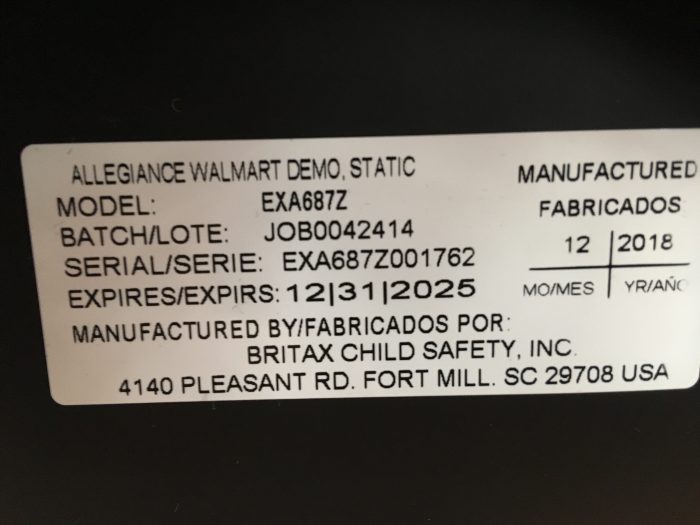 ALLEGIANCE WALMART DEMO, STATIC
MODEL: EXA687Z
BATCH/LOTE: JOB0042414
SERIAL/SERIE: EXA687Z001762
EXPIRES/EXPIRS: 12|31|2025
MANUFACTURED
FABRICADOS
12 | 2018
MO/MES | YR/AÑO
MANUFACTURED BY/FABRICADOS POR:
BRITAX CHILD SAFETY, INC.
4140 PLEASANT RD. FORT MILL. SC 29708 USA